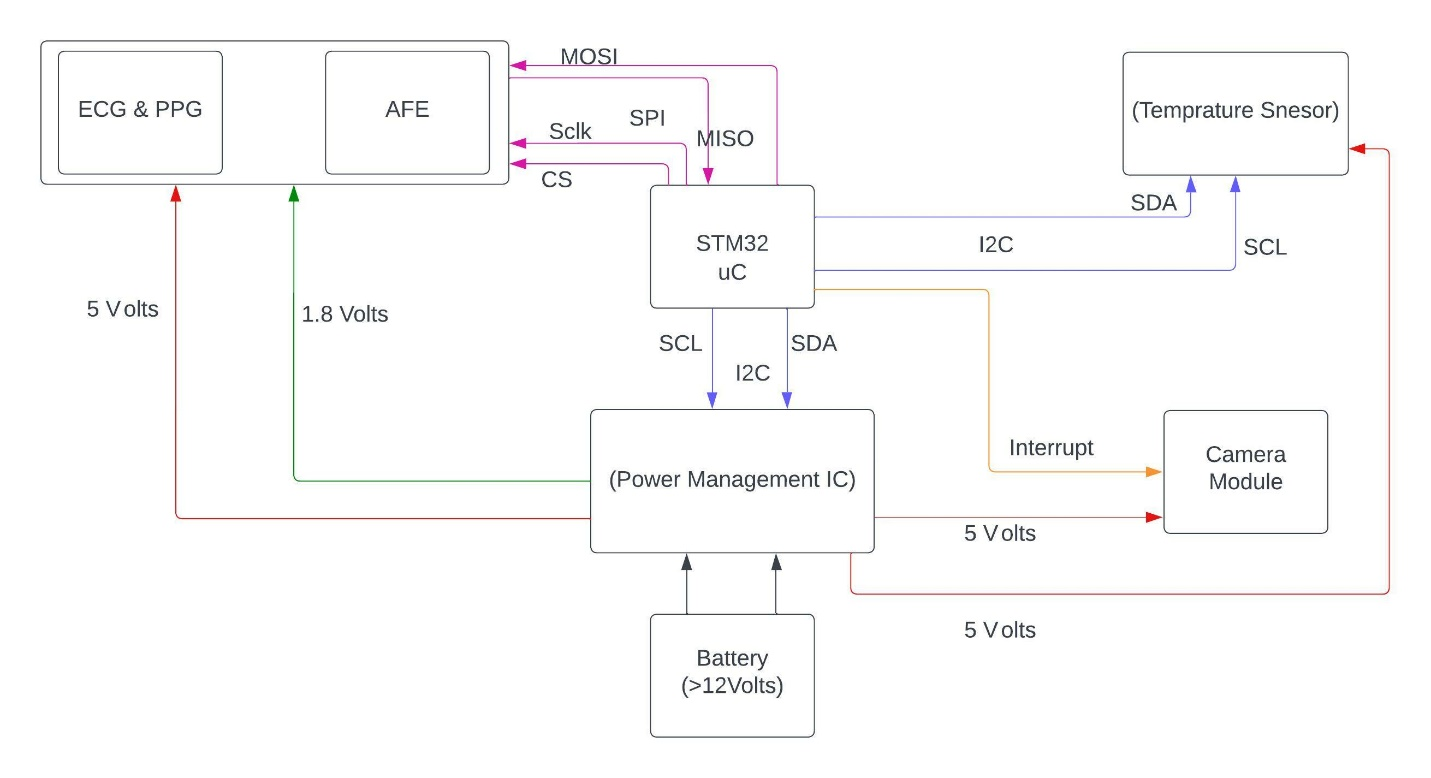 MOSI
ECG & PPG
AFE
SPI
Sclk
MISO
CS
(Temprature Snesor)
SDA
STM32
uC
I2C
SCL
5 Volts
1.8 Volts
SCL
SDA
I2C
Interrupt
Camera
Module
(Power Management IC)
5 Volts
5 Volts
Battery
(>12Volts)